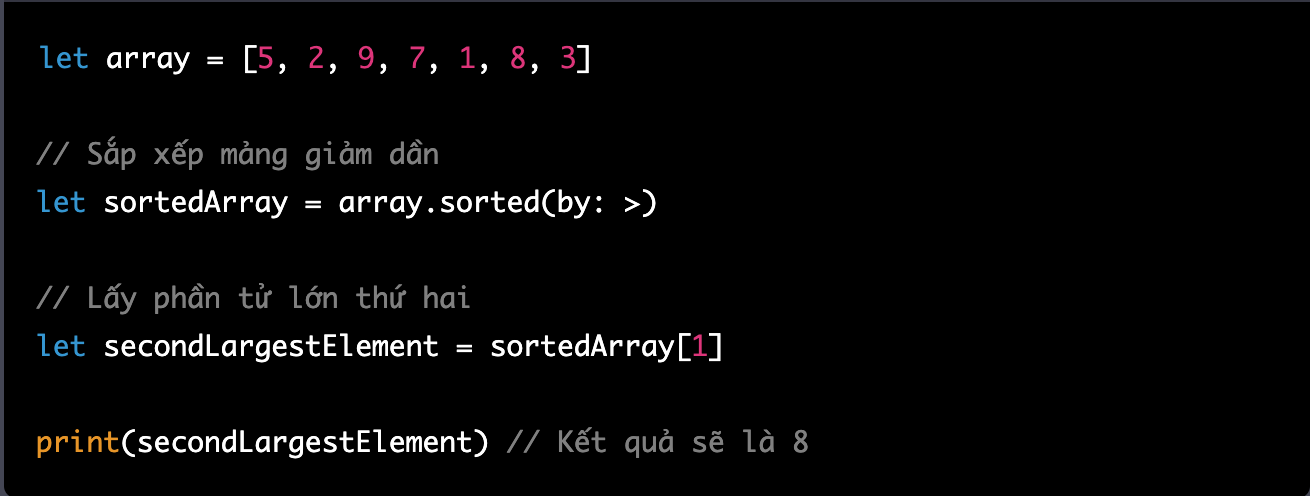 let array = [5, 2, 9, 7, 1, 8, 3]
// Sắp xếp mảng giảm dần
let sortedArray = array.sorted(by: >)
// Lấy phần tử lớn thứ hai
let secondLargestElement = sortedArray[1]
print(secondLargestElement) // Kết quả sẽ là 8